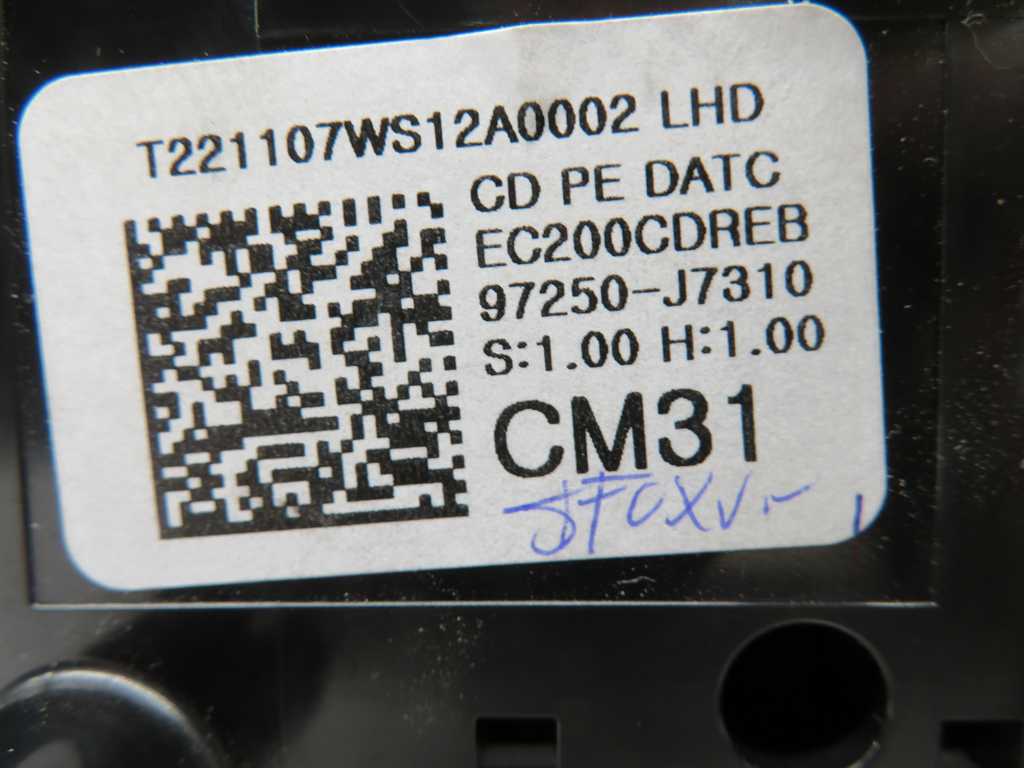 T221107WS12A0002 LHD
CD PE DATC
EC200CDREB
97250-J7310
S:1.00 H:1.00
CM31